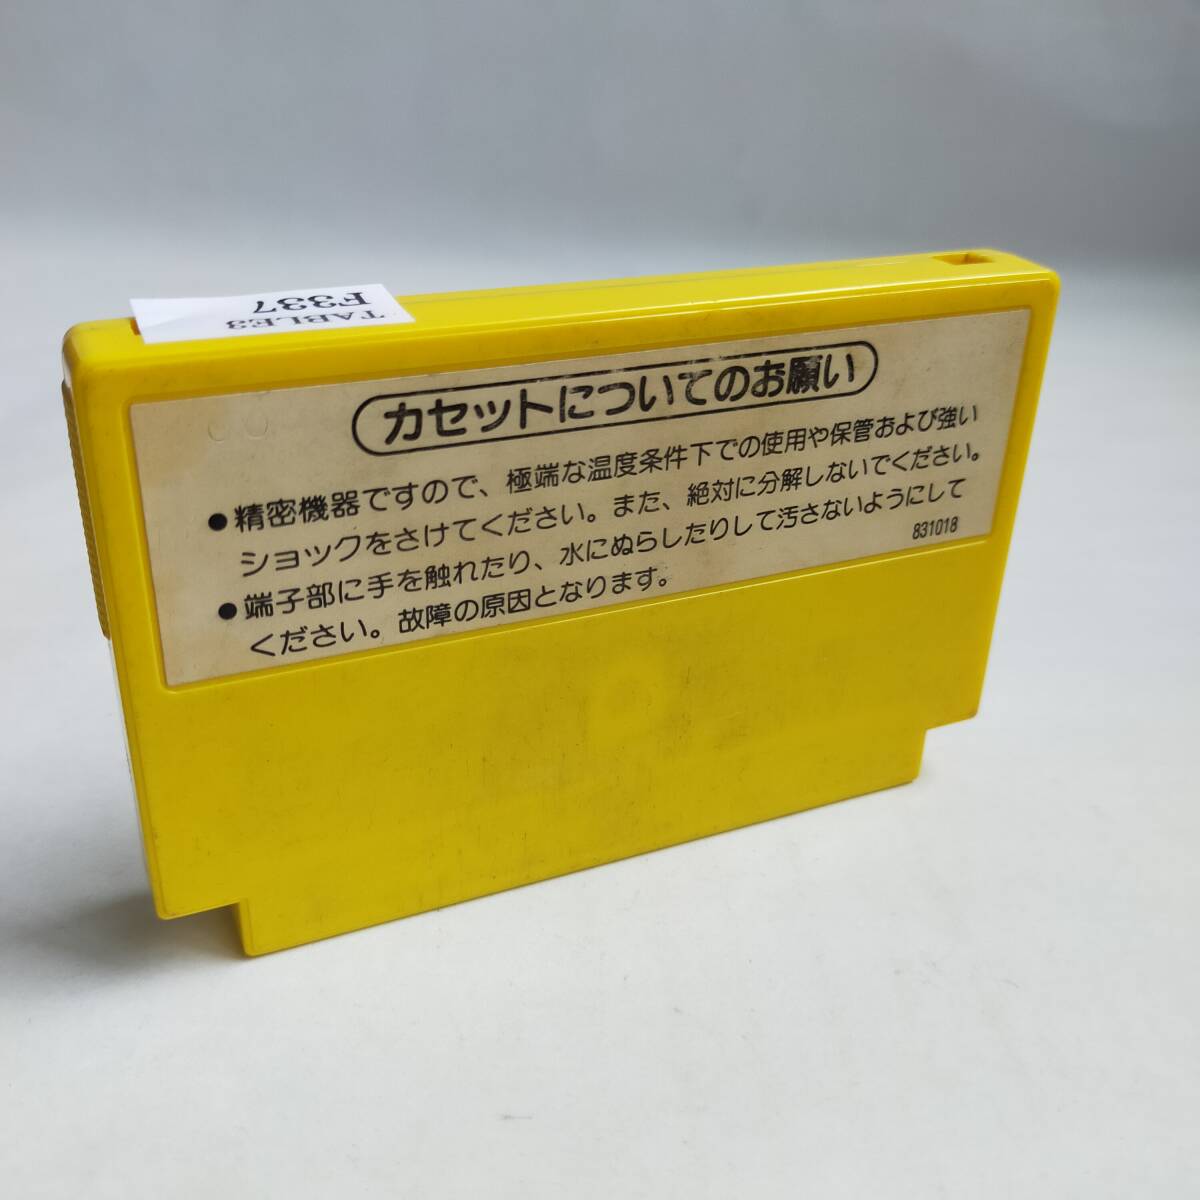 TABLE3
F337
カセットについてのお願い
●精密機器ですので、極端な温度条件下での使用や保管および強い
ショックをさけてください。また、絶対に分解しないでください。
●端子部に手を触れたり、水にぬらしたりして汚さないようにして
ください。故障の原因となります。
831018